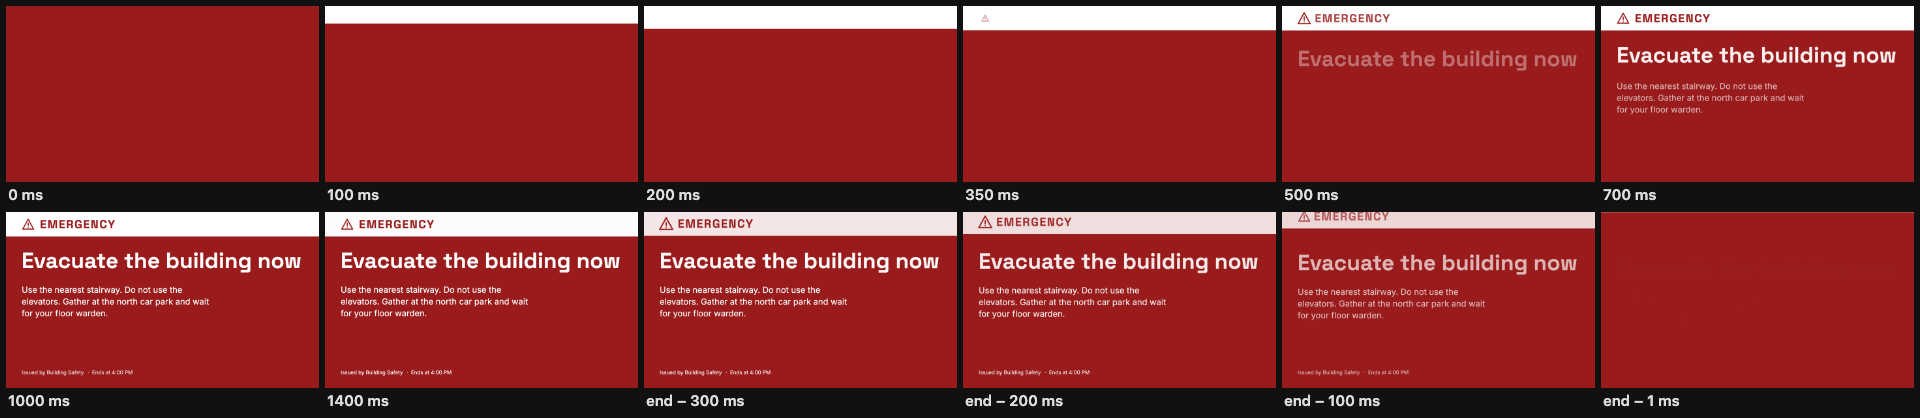 0 ms
100 ms
200 ms
350 ms
EMERGENCY
Evacuate the building now
500 ms
EMERGENCY
Evacuate the building now
Use the nearest stairway. Do not use the
elevators. Gather at the north car park and wait
for your floor warden.
700 ms
EMERGENCY
Evacuate the building now
Use the nearest stairway. Do not use the
elevators. Gather at the north car park and wait
for your floor warden.
Issued by Building Safety · Ends at 4:00 PM
1000 ms
EMERGENCY
Evacuate the building now
Use the nearest stairway. Do not use the
elevators. Gather at the north car park and wait
for your floor warden.
Issued by Building Safety · Ends at 4:00 PM
1400 ms
EMERGENCY
Evacuate the building now
Use the nearest stairway. Do not use the
elevators. Gather at the north car park and wait
for your floor warden.
Issued by Building Safety · Ends at 4:00 PM
end – 300 ms
EMERGENCY
Evacuate the building now
Use the nearest stairway. Do not use the
elevators. Gather at the north car park and wait
for your floor warden.
Issued by Building Safety · Ends at 4:00 PM
end – 200 ms
EMERGENCY
Evacuate the building now
Use the nearest stairway. Do not use the
elevators. Gather at the north car park and wait
for your floor warden.
Issued by Building Safety · Ends at 4:00 PM
end – 100 ms
end – 1 ms